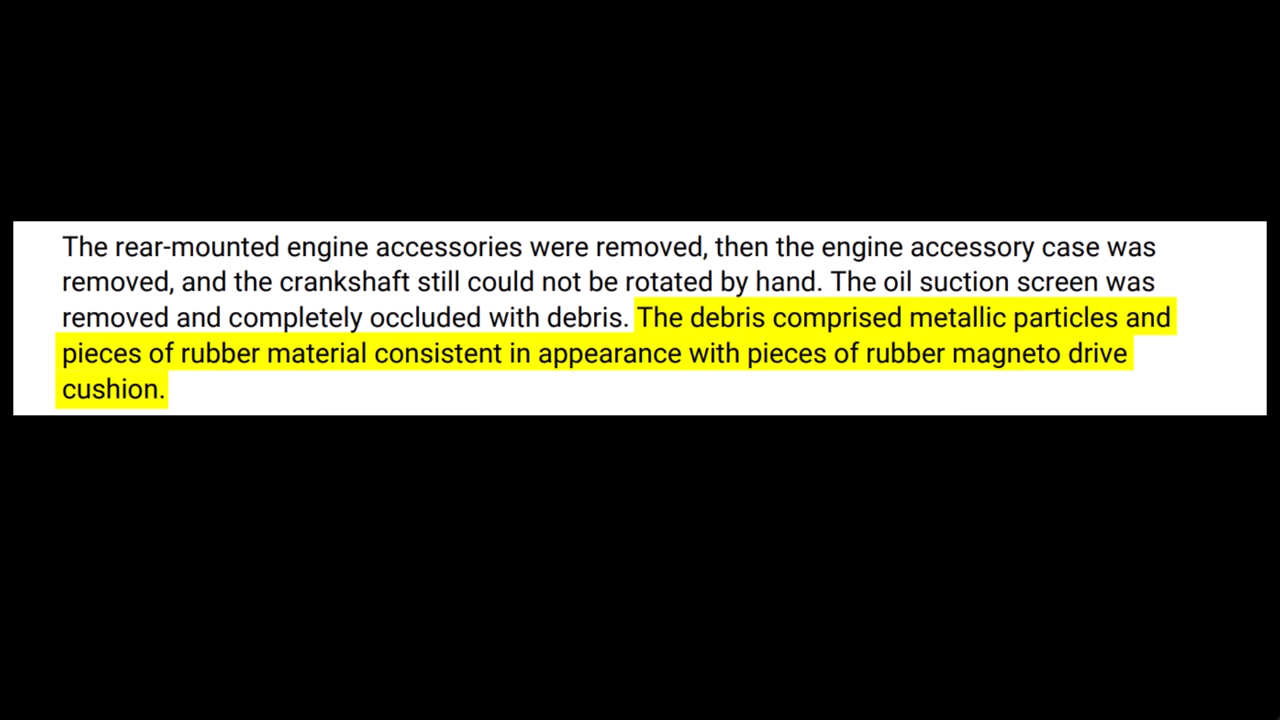 The rear-mounted engine accessories were removed, then the engine accessory case was
removed, and the crankshaft still could not be rotated by hand. The oil suction screen was
removed and completely occluded with debris. The debris comprised metallic particles and
pieces of rubber material consistent in appearance with pieces of rubber magneto drive
cushion.